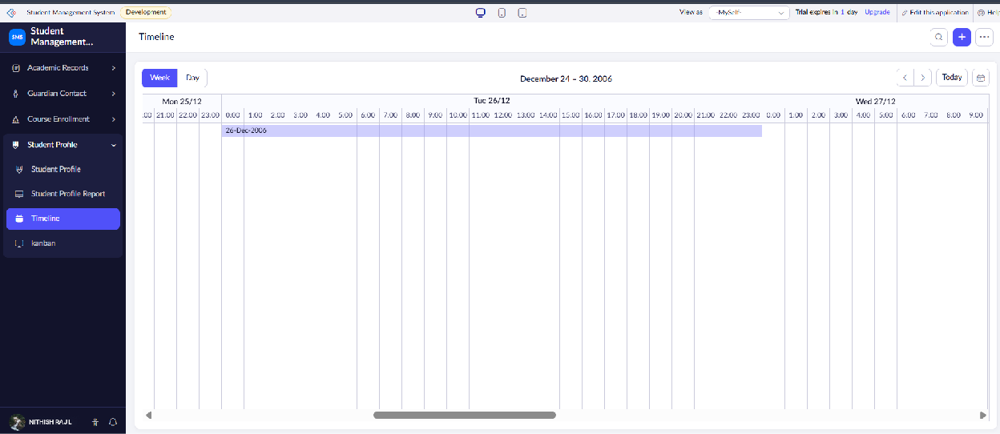 Student Management System Development
View as -MySelf- Trial expires in 1 day Upgrade Edit this application Help
SMS
Student
Management...
Timeline
Academic Records
Guardian Contact
Course Enrollment
Student Profile
Student Profile
Student Profile Report
Timeline
kanban
NITHISH RAJ L
Week Day
December 24 – 30, 2006
Today
Mon 25/12 Tue 26/12 Wed 27/12
:00 21:00 22:00 23:00 0:00 1:00 2:00 3:00 4:00 5:00 6:00 7:00 8:00 9:00 10:00 11:00 12:00 13:00 14:00 15:00 16:00 17:00 18:00 19:00 20:00 21:00 22:00 23:00 0:00 1:00 2:00 3:00 4:00 5:00 6:00 7:00 8:00 9:00
26-Dec-2006